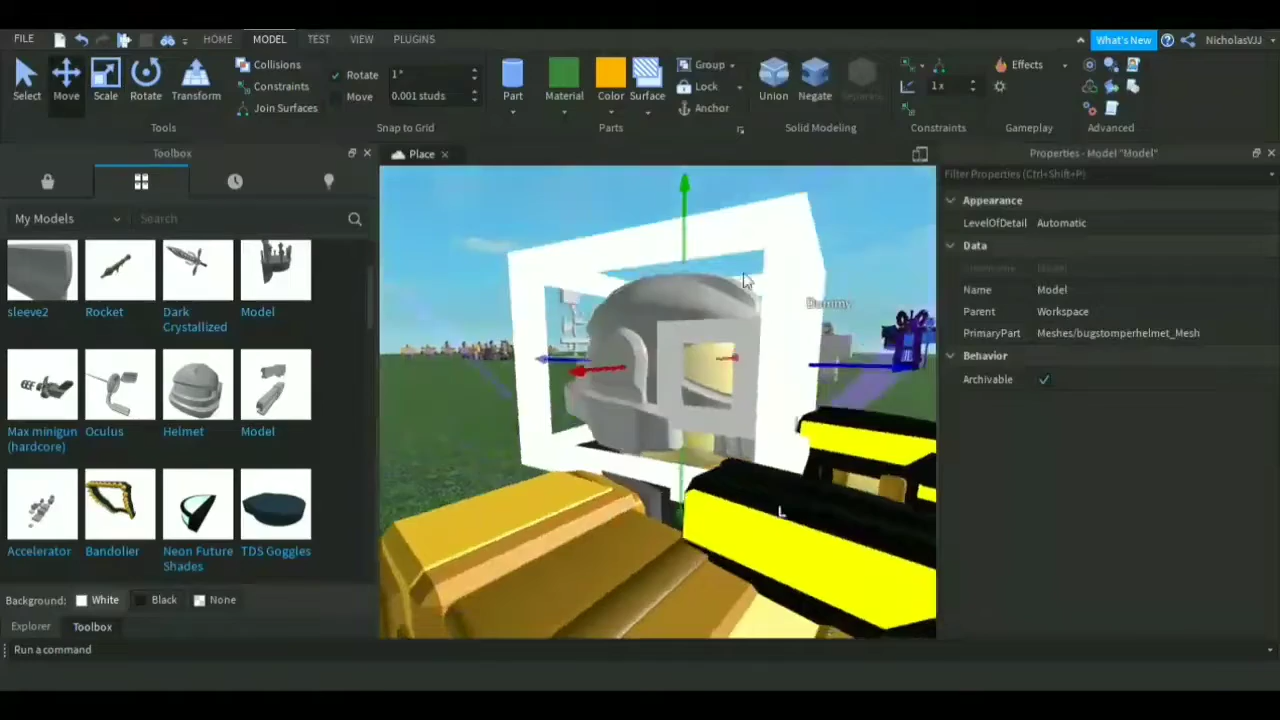 FILE HOME MODEL TEST VIEW PLUGINS What's New NicholasVJJ
Select Move Scale Rotate Transform
Collisions
Constraints
Join Surfaces
Rotate 1°
Move 0.001 studs
Part Material Color Surface
Group
Lock
Anchor
Union Negate
1x
Effects
Tools Snap to Grid Parts Solid Modeling Constraints Gameplay Advanced
Toolbox
Place
Properties - Model "Model"
Filter Properties (Ctrl+Shift+P)
My Models Search
sleeve2 Rocket Dark Crystallized Model
Max minigun (hardcore) Oculus Helmet Model
Accelerator Bandolier Neon Future Shades TDS Goggles
Background: White Black None
Explorer Toolbox
Run a command
Dummy
L
Appearance
LevelOfDetail Automatic
Data
Name Model
Parent Workspace
PrimaryPart Meshes/bugstomperhelmet_Mesh
Behavior
Archivable